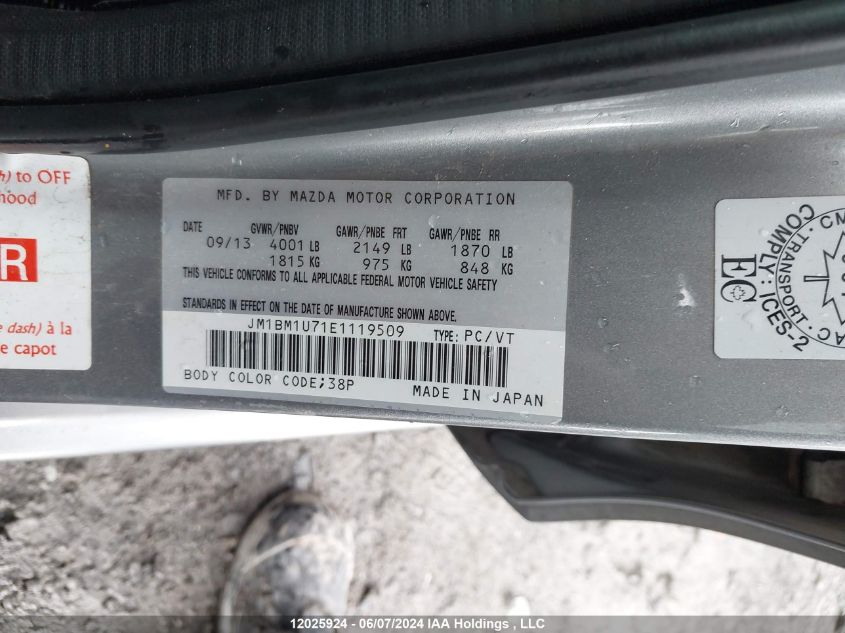 h) to OFF
hood
R
e dash) à la
e capot
MFD. BY MAZDA MOTOR CORPORATION
DATE GVWR/PNBV GAWR/PNBE FRT GAWR/PNBE RR
09/13 4001 LB 2149 LB 1870 LB
1815 KG 975 KG 848 KG
THIS VEHICLE CONFORMS TO ALL APPLICABLE FEDERAL MOTOR VEHICLE SAFETY
STANDARDS IN EFFECT ON THE DATE OF MANUFACTURE SHOWN ABOVE.
JM1BM1U71E1119509 TYPE: PC/VT
BODY COLOR CODE;38P MADE IN JAPAN
COMPLY: ICES-2
EC
TRANSPORT
CM
AC
12025924 - 06/07/2024 IAA Holdings , LLC